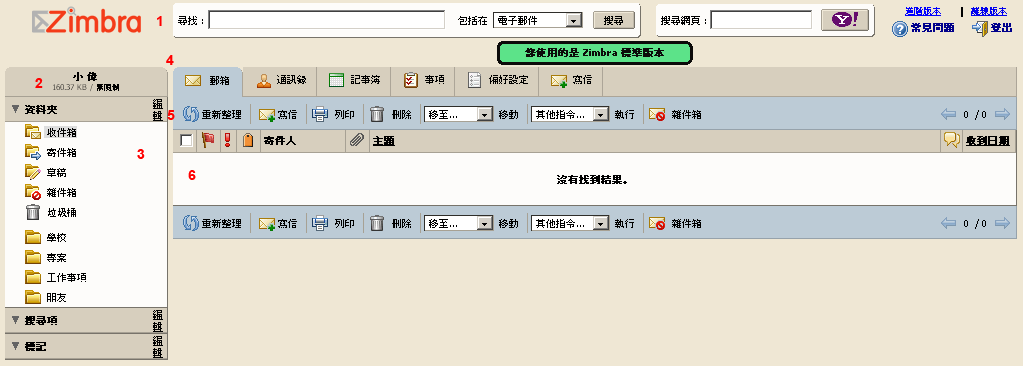 Zimbra 1 尋找： 包括在 電子郵件 搜尋 搜尋網頁： Y! 進階版本 | 離線版本
常見問題 登出
您使用的是 Zimbra 標準版本
4
小 偉
2 160.37 KB / 無限制
郵箱 通訊錄 記事簿 事項 偏好設定 寫信
資料夾 編輯
5 重新整理 寫信 列印 刪除 移至... 移動 其他指令... 執行 雜件箱 0 / 0
收件箱
寄件人 主題 收到日期
寄件箱 3
草稿
6 沒有找到結果。
雜件箱
垃圾桶
重新整理 寫信 列印 刪除 移至... 移動 其他指令... 執行 雜件箱 0 / 0
學校
專案
工作事項
朋友
搜尋項 編輯
標記 編輯